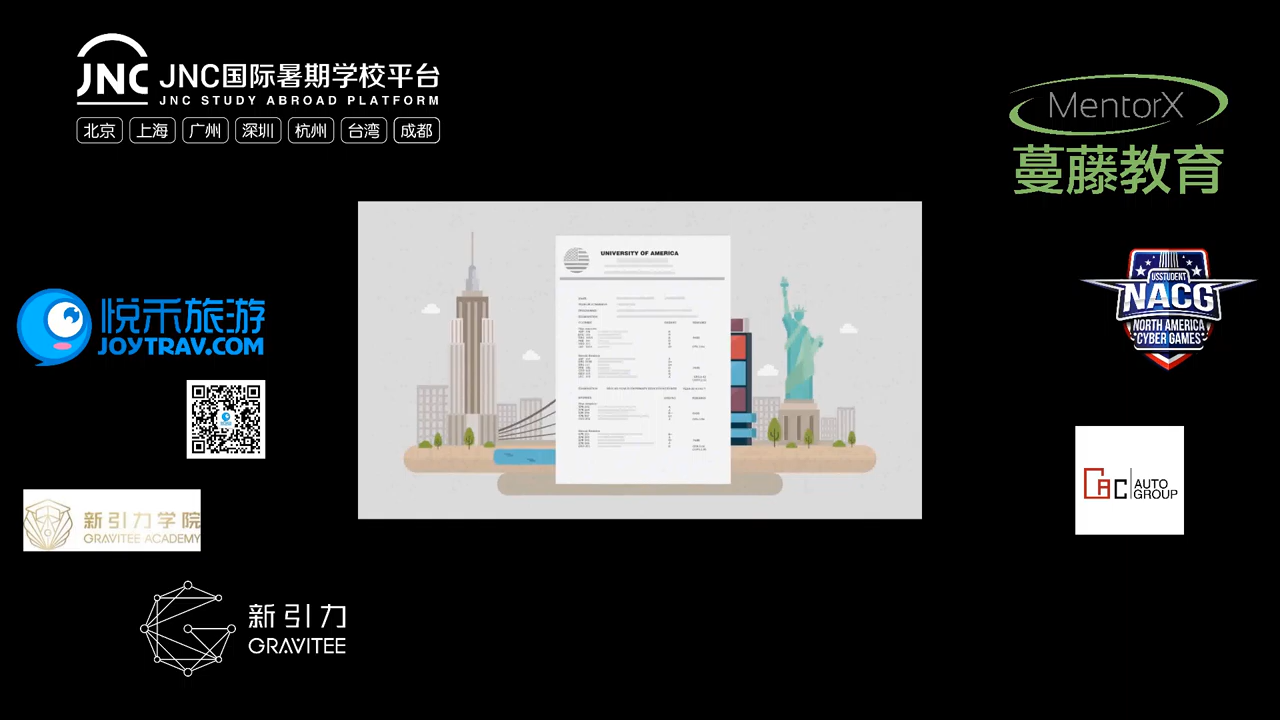 JNC
JNC国际暑期学校平台
JNC STUDY ABROAD PLATFORM
北京 上海 广州 深圳 杭州 台湾 成都
MentorX
蔓藤教育
UNIVERSITY OF AMERICA
悦禾旅游
JOYTRAV.COM
USSTUDENT
NACG
NORTH AMERICA
CYBER GAMES
CAC AUTO
GROUP
新引力学院
GRAVITEE ACADEMY
新引力
GRAVITEE